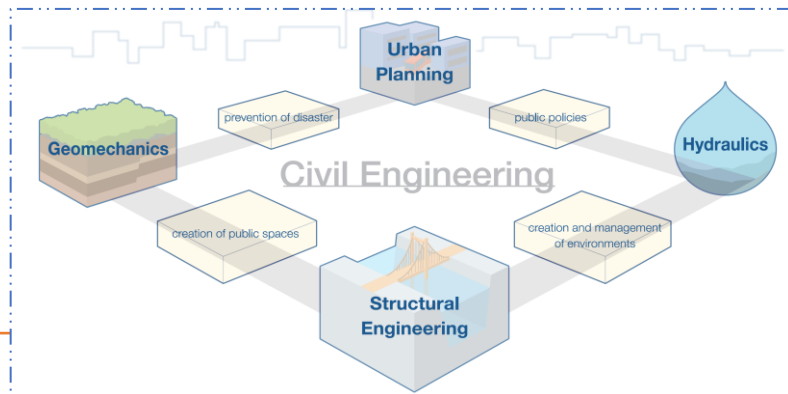 Urban
Planning
prevention of disaster
public policies
Geomechanics
Hydraulics
Civil Engineering
creation of public spaces
creation and management
of environments
Structural
Engineering